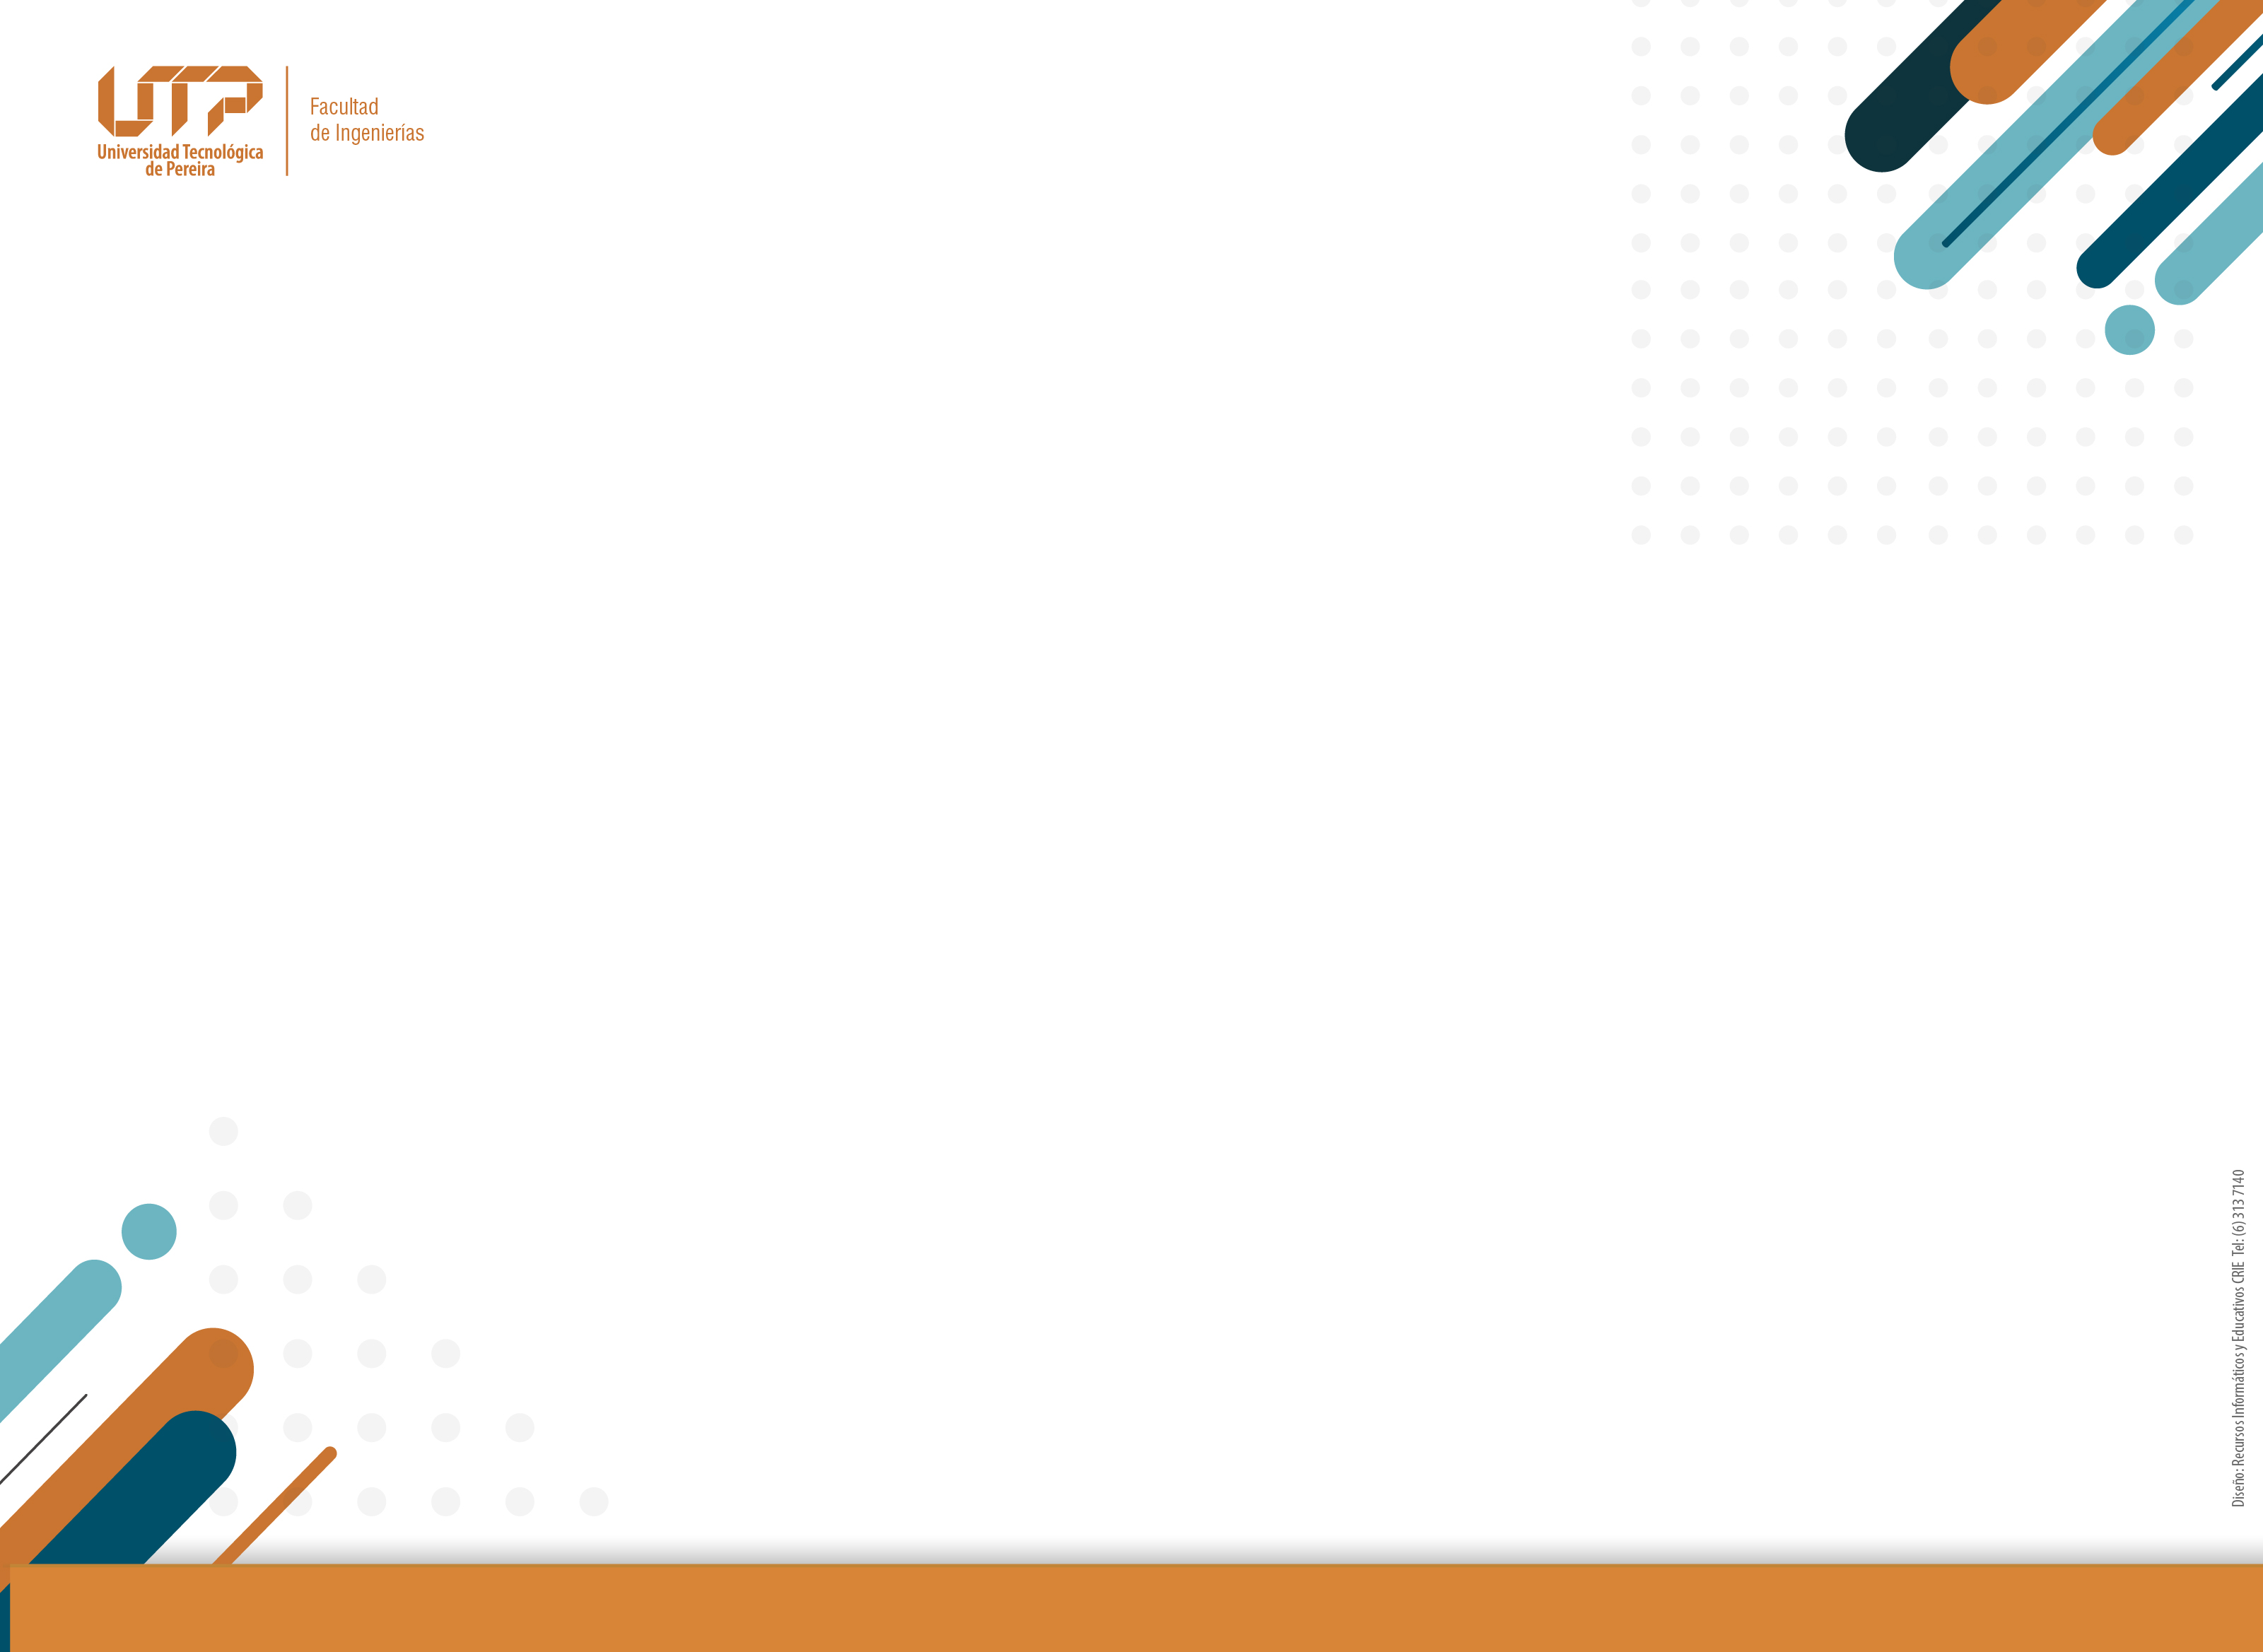 UTP
Universidad Tecnológica
de Pereira
Facultad
de Ingenierías
Diseño: Recursos Informáticos y Educativos CRIE Tel: (6) 313 7140